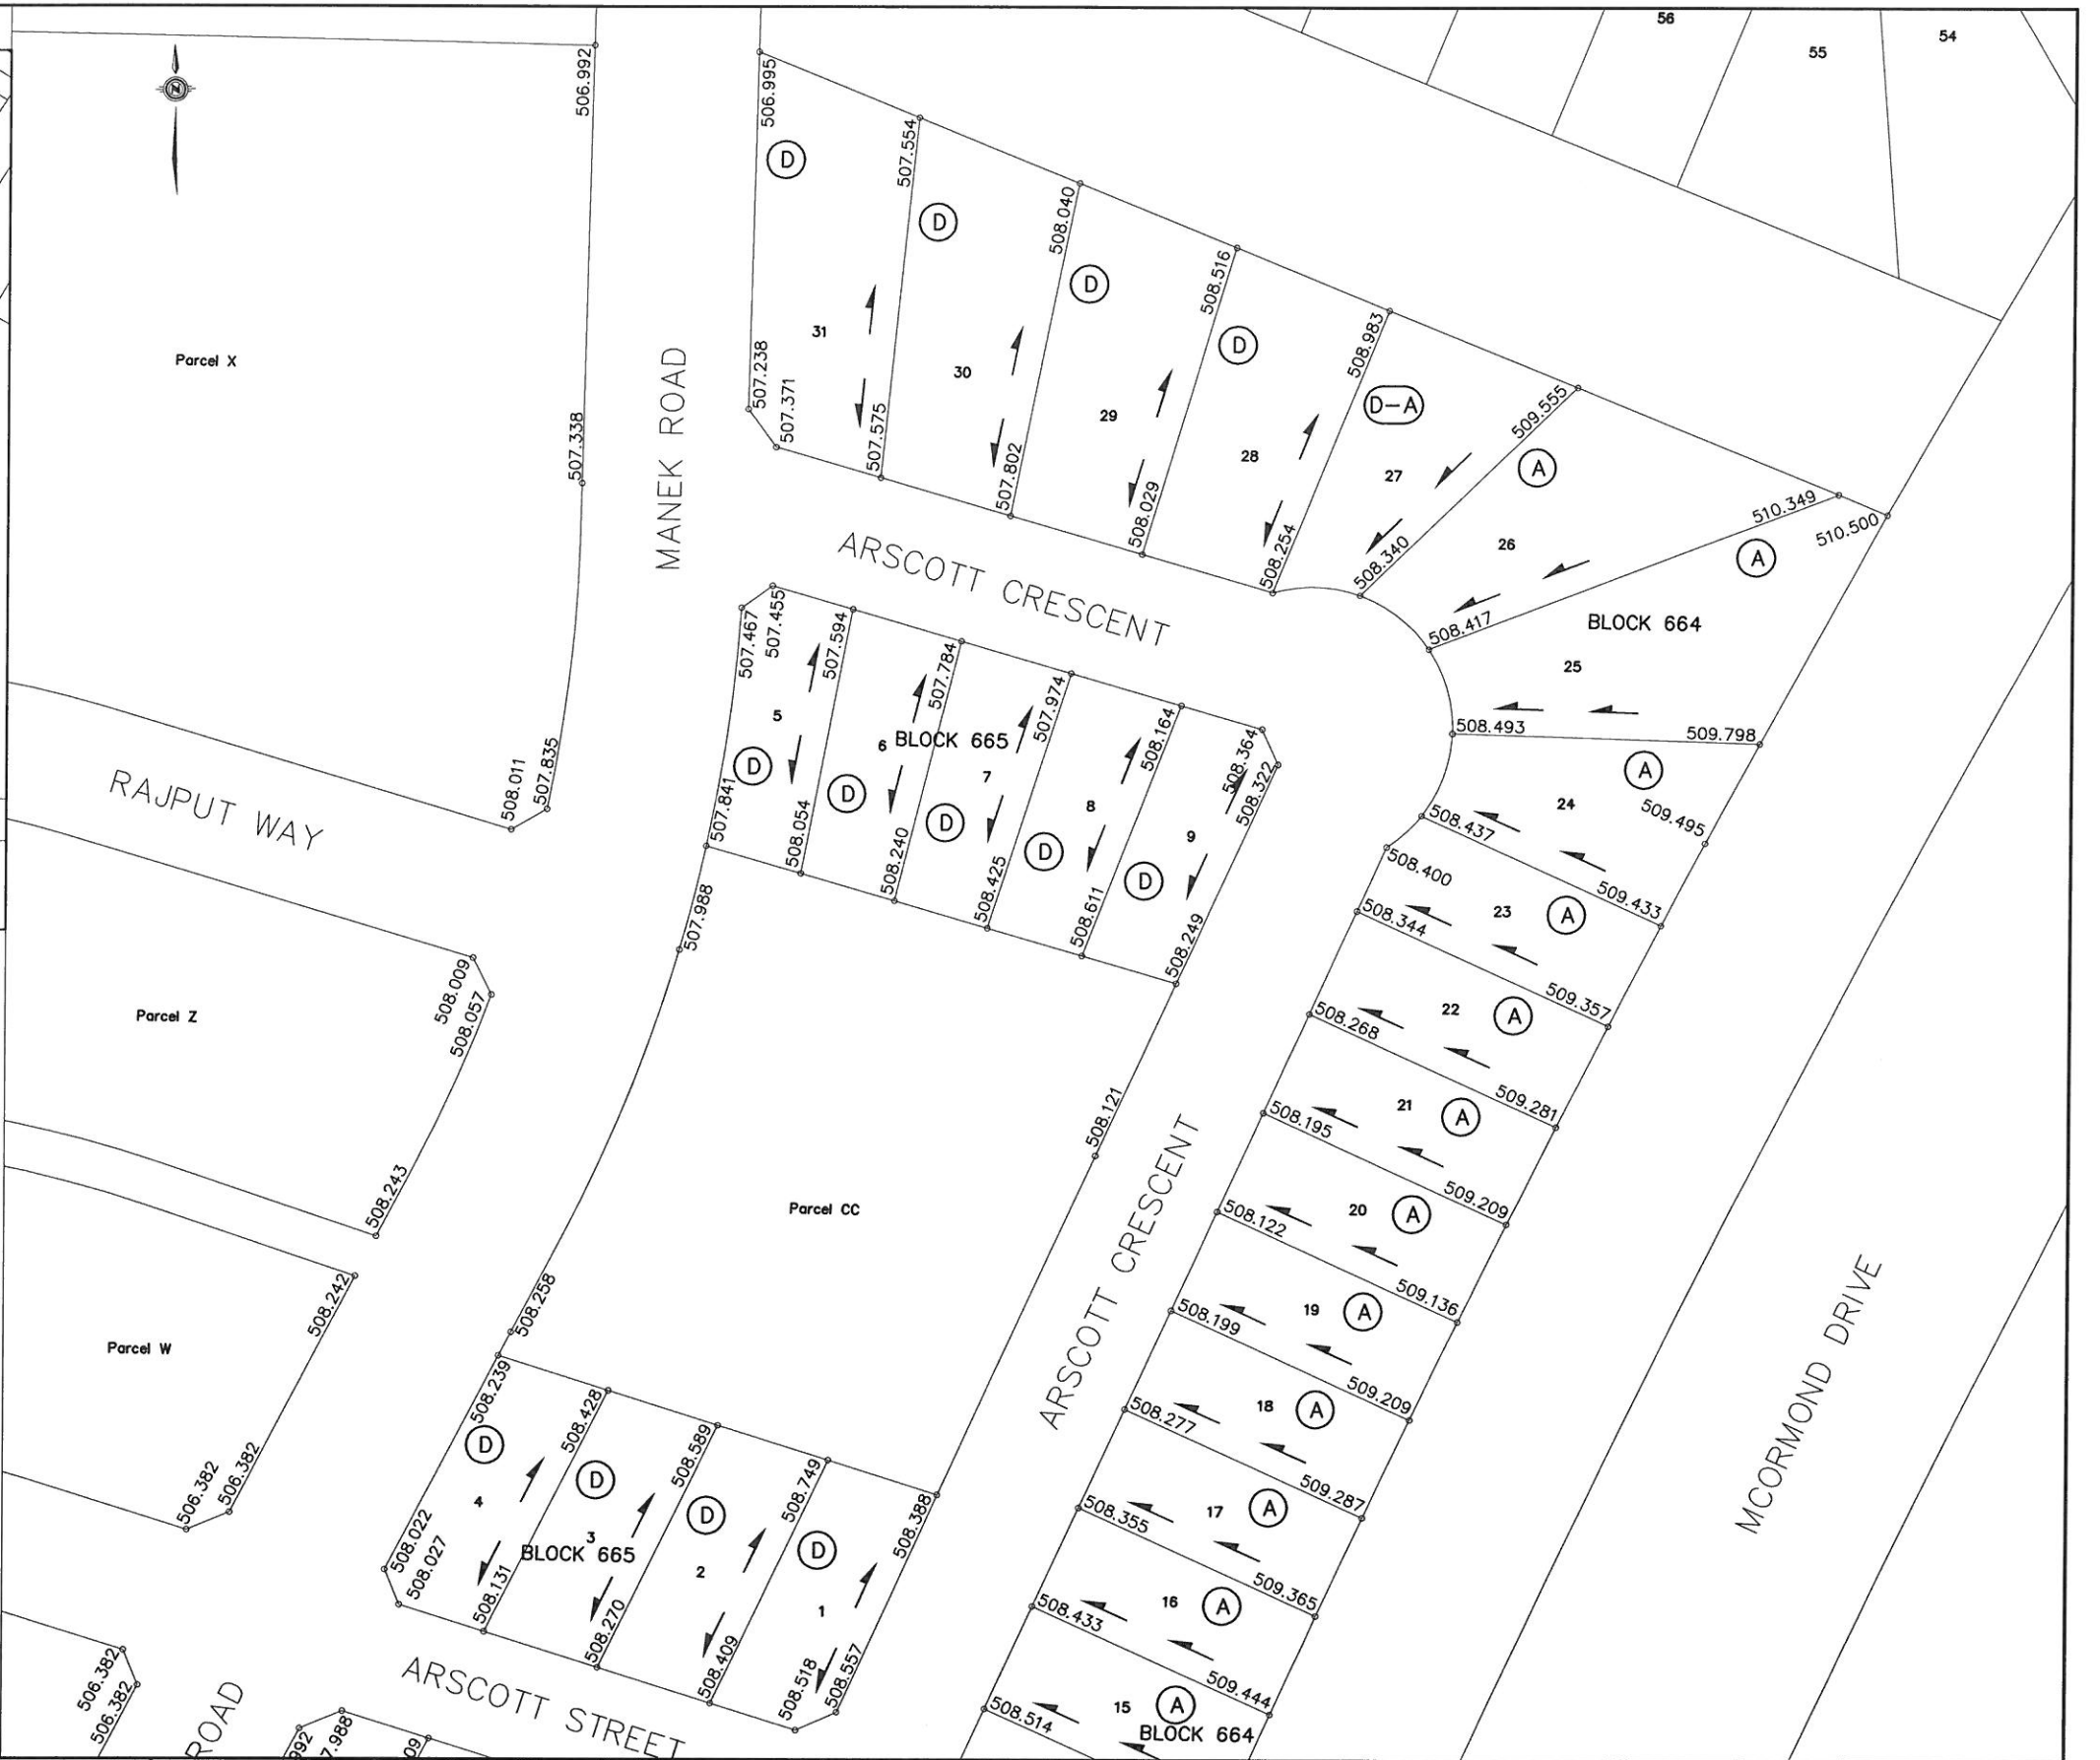 56
55
54
506.992
506.995
D
507.554
D
508.040
D
508.516
D
508.983
D-A
509.555
A
510.349
510.500
A
Parcel X
31
30
29
28
27
26
25
507.238
507.371
507.575
507.802
508.029
508.254
508.340
508.417
BLOCK 664
507.338
MANEK ROAD
ARSCOTT CRESCENT
507.467
507.455
507.594
507.784
507.974
508.164
508.364
508.322
508.493
509.798
A
5
6
BLOCK 665
7
8
9
24
509.495
D
D
D
D
D
507.841
508.054
508.240
508.425
508.611
508.249
RAJPUT WAY
508.011
507.835
508.437
508.400
509.433
23
A
508.344
509.357
507.988
508.009
508.057
Parcel Z
22
A
508.268
509.281
21
A
508.195
509.209
508.121
508.243
Parcel CC
ARSCOTT CRESCENT
20
A
508.122
509.136
19
A
508.199
509.209
MCORMOND DRIVE
508.242
508.258
Parcel W
508.239
508.428
508.589
508.749
508.388
18
A
508.277
509.287
D
D
D
D
506.382
506.382
4
3
BLOCK 665
2
1
17
A
508.355
509.365
508.022
508.027
508.131
508.270
508.409
508.518
508.557
16
A
508.433
509.444
506.382
506.382
ROAD
ARSCOTT STREET
15
A
BLOCK 664
508.514
992
7.988
09